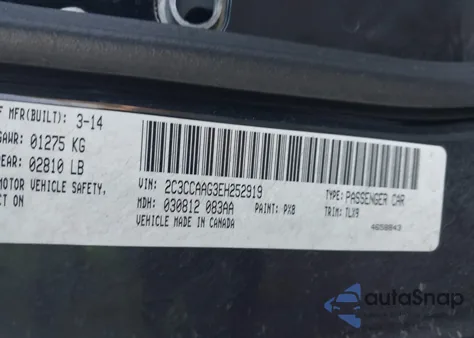 F MFR(BUILT): 3-14
GAWR: 01275 KG
REAR: 02810 LB
MOTOR VEHICLE SAFETY,
CT ON
VIN: 2C3CCAAG3EH252919
TYPE: PASSENGER CAR
MDH: 030812 083AA
PAINT: PX8
TRIM: TLX9
VEHICLE MADE IN CANADA
4658843
autoSnap